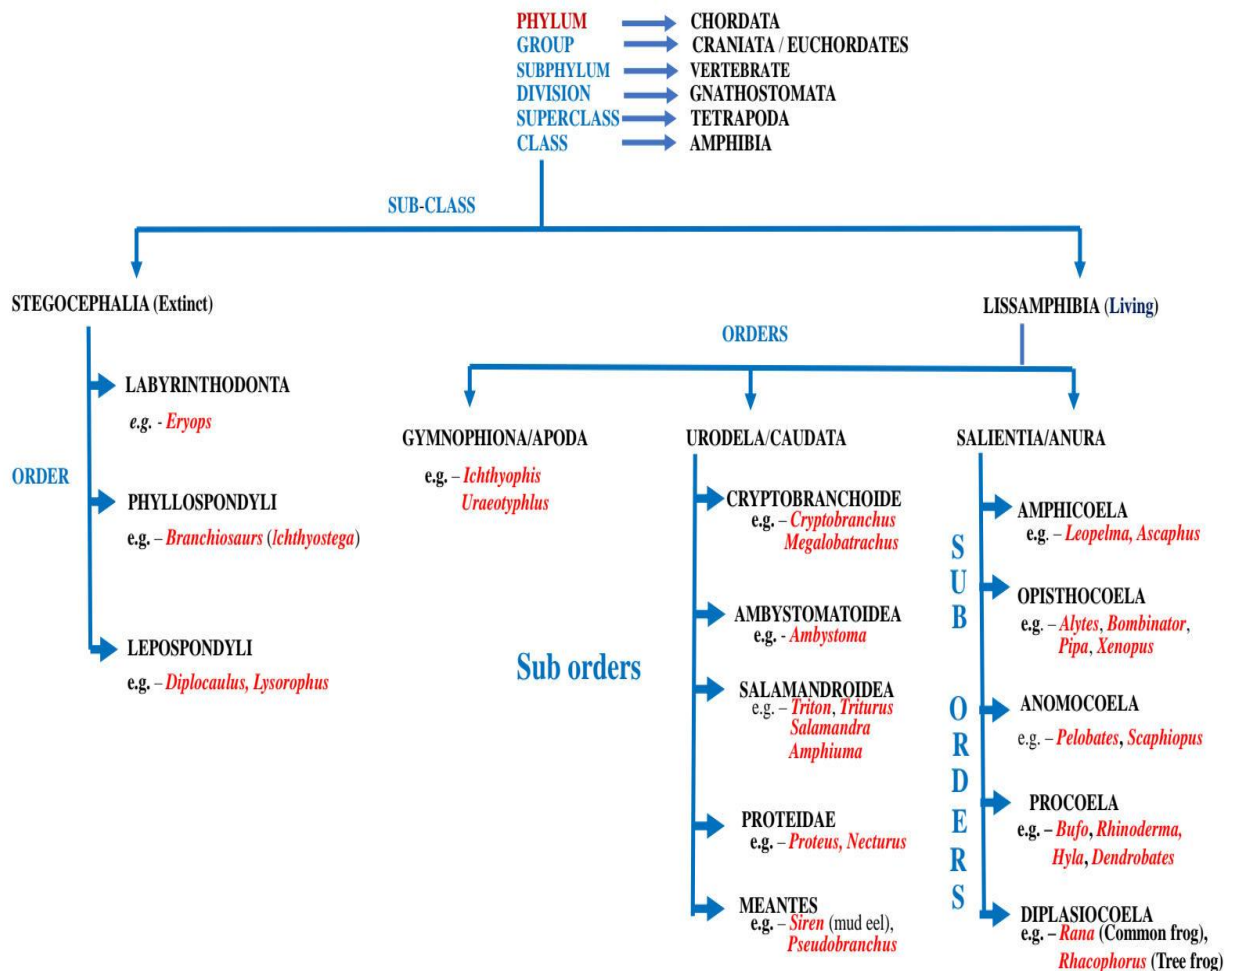 PHYLUM CHORDATA
GROUP CRANIATA / EUCHORDATES
SUBPHYLUM VERTEBRATE
DIVISION GNATHOSTOMATA
SUPERCLASS TETRAPODA
CLASS AMPHIBIA
SUB-CLASS
STEGOCEPHALIA (Extinct)
ORDER
LABYRINTHODONTA
e.g. - Eryops
PHYLLOSPONDYLI
e.g. – Branchiosaurs (Ichthyostega)
LEPOSPONDYLI
e.g. – Diplocaulus, Lysorophus
LISSAMPHIBIA (Living)
ORDERS
GYMNOPHIONA/APODA
e.g. – Ichthyophis
Uraeotyphlus
URODELA/CAUDATA
Sub orders
CRYPTOBRANCHOIDE
e.g. – Cryptobranchus
Megalobatrachus
AMBYSTOMATOIDEA
e.g. - Ambystoma
SALAMANDROIDEA
e.g. – Triton, Triturus
Salamandra
Amphiuma
PROTEIDAE
e.g. – Proteus, Necturus
MEANTES
e.g. – Siren (mud eel),
Pseudobranchus
SALIENTIA/ANURA
SUB ORDERS
AMPHICOELA
e.g. – Leopelma, Ascaphus
OPISTHOCOELA
e.g. – Alytes, Bombinator,
Pipa, Xenopus
ANOMOCOELA
e.g. – Pelobates, Scaphiopus
PROCOELA
e.g. – Bufo, Rhinoderma,
Hyla, Dendrobates
DIPLASIOCOELA
e.g. – Rana (Common frog),
Rhacophorus (Tree frog)